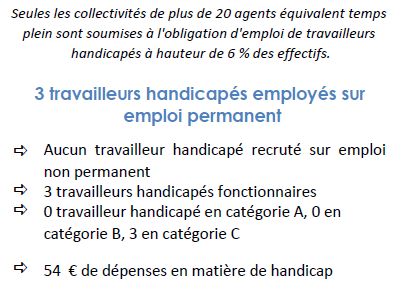 Seules les collectivités de plus de 20 agents équivalent temps
plein sont soumises à l'obligation d'emploi de travailleurs
handicapés à hauteur de 6 % des effectifs.
3 travailleurs handicapés employés sur
emploi permanent
⇨ Aucun travailleur handicapé recruté sur emploi
non permanent
⇨ 3 travailleurs handicapés fonctionnaires
⇨ 0 travailleur handicapé en catégorie A, 0 en
catégorie B, 3 en catégorie C
⇨ 54 € de dépenses en matière de handicap